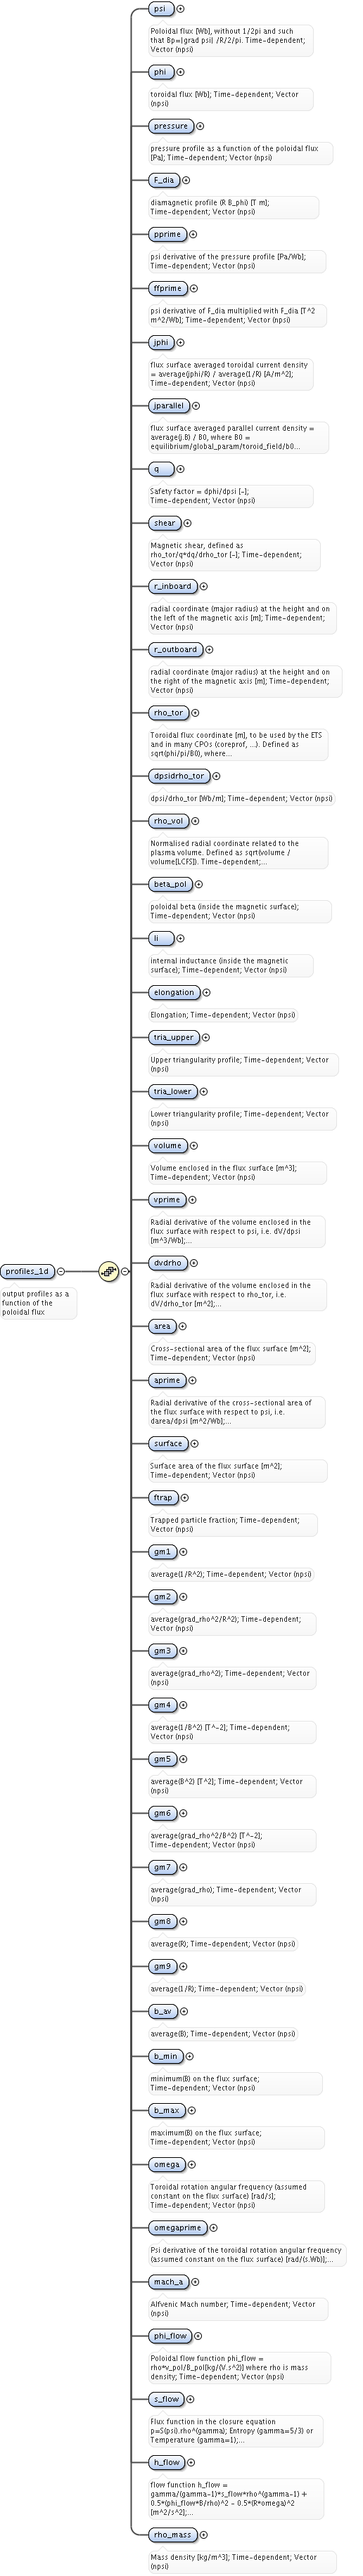 psi
Poloidal flux [Wb], without 1/2pi and such
that Bp=|grad psi| /R/2/pi. Time-dependent;
Vector (npsi)
phi
toroidal flux [Wb]; Time-dependent; Vector
(npsi)
pressure
pressure profile as a function of the poloidal flux
[Pa]; Time-dependent; Vector (npsi)
F_dia
diamagnetic profile (R B_phi) [T m];
Time-dependent; Vector (npsi)
pprime
psi derivative of the pressure profile [Pa/Wb];
Time-dependent; Vector (npsi)
ffprime
psi derivative of F_dia multiplied with F_dia [T^2
m^2/Wb]; Time-dependent; Vector (npsi)
jphi
flux surface averaged toroidal current density
= average(jphi/R) / average(1/R) [A/m^2];
Time-dependent; Vector (npsi)
jparallel
flux surface averaged parallel current density =
average(j.B) / B0, where B0 =
equilibrium/global_param/toroid_field/b0...
q
Safety factor = dphi/dpsi [-];
Time-dependent; Vector (npsi)
shear
Magnetic shear, defined as
rho_tor/q*dq/drho_tor [-]; Time-dependent;
Vector (npsi)
r_inboard
radial coordinate (major radius) at the height and on
the left of the magnetic axis [m]; Time-dependent;
Vector (npsi)
r_outboard
radial coordinate (major radius) at the height and on
the right of the magnetic axis [m]; Time-dependent;
Vector (npsi)
rho_tor
Toroidal flux coordinate [m], to be used by the ETS
and in many CPOs (coreprof, ...). Defined as
sqrt(phi/pi/B0), where...
dpsidrho_tor
dpsi/drho_tor [Wb/m]; Time-dependent; Vector (npsi)
rho_vol
Normalised radial coordinate related to the
plasma volume. Defined as sqrt(volume /
volume[LCFS]). Time-dependent;...
beta_pol
poloidal beta (inside the magnetic surface);
Time-dependent; Vector (npsi)
li
internal inductance (inside the magnetic
surface); Time-dependent; Vector (npsi)
elongation
Elongation; Time-dependent; Vector (npsi)
tria_upper
Upper triangularity profile; Time-dependent; Vector
(npsi)
tria_lower
Lower triangularity profile; Time-dependent; Vector
(npsi)
volume
Volume enclosed in the flux surface [m^3];
Time-dependent; Vector (npsi)
vprime
Radial derivative of the volume enclosed in the
flux surface with respect to psi, i.e. dV/dpsi
[m^3/Wb];...
profiles_1d
output profiles as a
function of the
poloidal flux
dvdrho
Radial derivative of the volume enclosed in the
flux surface with respect to rho_tor, i.e.
dV/drho_tor [m^2];...
area
Cross-sectional area of the flux surface [m^2];
Time-dependent; Vector (npsi)
aprime
Radial derivative of the cross-sectional area of
the flux surface with respect to psi, i.e.
darea/dpsi [m^2/Wb];...
surface
Surface area of the flux surface [m^2];
Time-dependent; Vector (npsi)
ftrap
Trapped particle fraction; Time-dependent;
Vector (npsi)
gm1
average(1/R^2); Time-dependent; Vector (npsi)
gm2
average(grad_rho^2/R^2); Time-dependent;
Vector (npsi)
gm3
average(grad_rho^2); Time-dependent; Vector
(npsi)
gm4
average(1/B^2) [T^-2]; Time-dependent;
Vector (npsi)
gm5
average(B^2) [T^2]; Time-dependent; Vector
(npsi)
gm6
average(grad_rho^2/B^2) [T^-2];
Time-dependent; Vector (npsi)
gm7
average(grad_rho); Time-dependent; Vector
(npsi)
gm8
average(R); Time-dependent; Vector (npsi)
gm9
average(1/R); Time-dependent; Vector (npsi)
b_av
average(B); Time-dependent; Vector (npsi)
b_min
minimum(B) on the flux surface;
Time-dependent; Vector (npsi)
b_max
maximum(B) on the flux surface;
Time-dependent; Vector (npsi)
omega
Toroidal rotation angular frequency (assumed
constant on the flux surface) [rad/s];
Time-dependent; Vector (npsi)
omegaprime
Psi derivative of the toroidal rotation angular frequency
(assumed constant on the flux surface) [rad/(s.Wb)];...
mach_a
Alfvenic Mach number; Time-dependent; Vector
(npsi)
phi_flow
Poloidal flow function phi_flow =
rho*v_pol/B_pol[kg/(V.s^2)] where rho is mass
density; Time-dependent; Vector (npsi)
s_flow
Flux function in the closure equation
p=S(psi).rho^(gamma); Entropy (gamma=5/3) or
Temperature (gamma=1);...
h_flow
flow function h_flow =
gamma/(gamma-1)*s_flow*rho^(gamma-1) +
0.5*(phi_flow*B/rho)^2 - 0.5*(R*omega)^2
[m^2/s^2];...
rho_mass
Mass density [kg/m^3]; Time-dependent; Vector
(npsi)